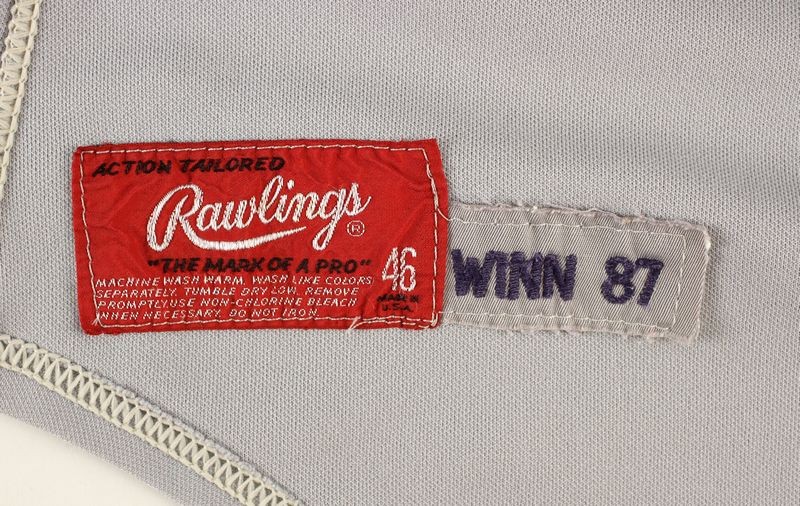 ACTION TAILORED
Rawlings ®
"THE MARK OF A PRO"
MACHINE WASH WARM. WASH LIKE COLORS
SEPARATELY. TUMBLE DRY LOW. REMOVE
PROMPTLY.USE NON-CHLORINE BLEACH
WHEN NECESSARY. DO NOT IRON.
46
MADE IN
U.S.A.
WINN 87